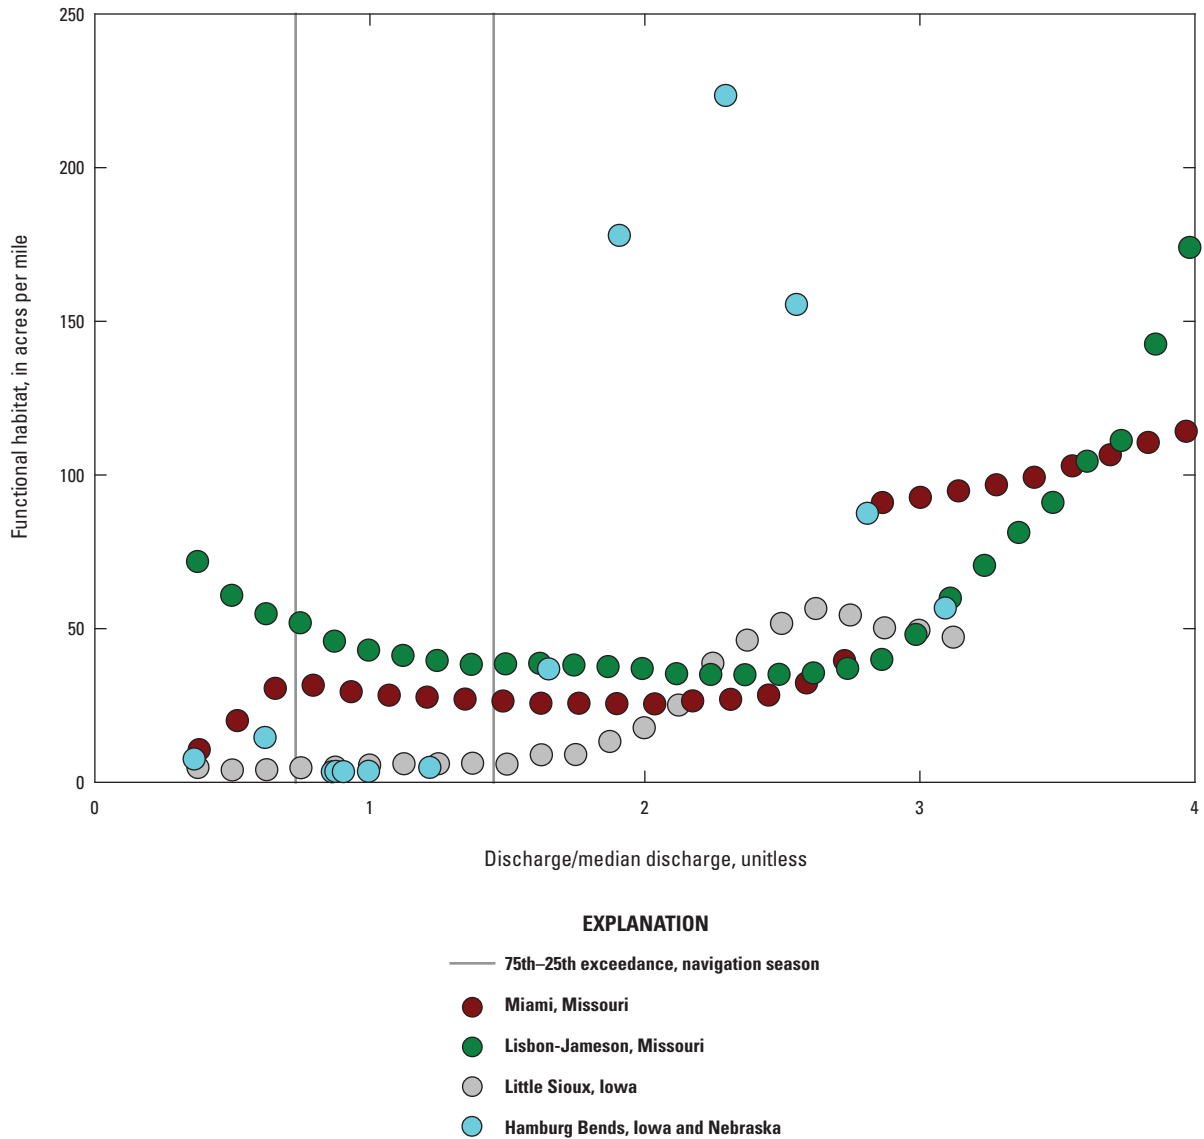 250
200
150
100
50
0
Functional habitat, in acres per mile
0 1 2 3 4
Discharge/median discharge, unitless
EXPLANATION
75th–25th exceedance, navigation season
Miami, Missouri
Lisbon-Jameson, Missouri
Little Sioux, Iowa
Hamburg Bends, Iowa and Nebraska